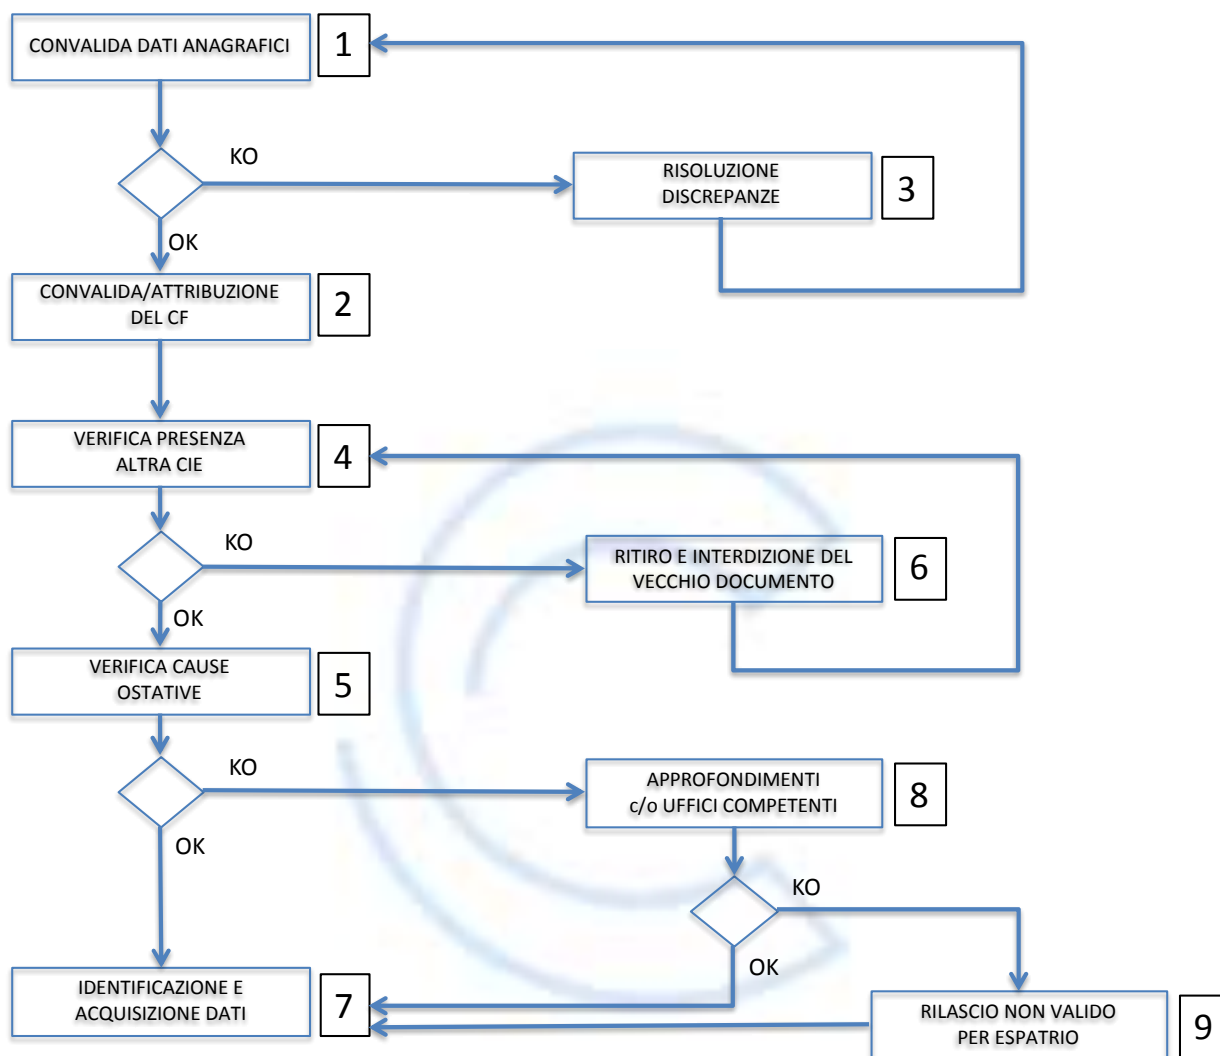 CONVALIDA DATI ANAGRAFICI
1
KO
RISOLUZIONE
DISCREPANZE
3
OK
CONVALIDA/ATTRIBUZIONE
DEL CF
2
VERIFICA PRESENZA
ALTRA CIE
4
KO
RITIRO E INTERDIZIONE DEL
VECCHIO DOCUMENTO
6
OK
VERIFICA CAUSE
OSTATIVE
5
KO
APPROFONDIMENTI
c/o UFFICI COMPETENTI
8
OK
KO
OK
IDENTIFICAZIONE E
ACQUISIZIONE DATI
7
RILASCIO NON VALIDO
PER ESPATRIO
9